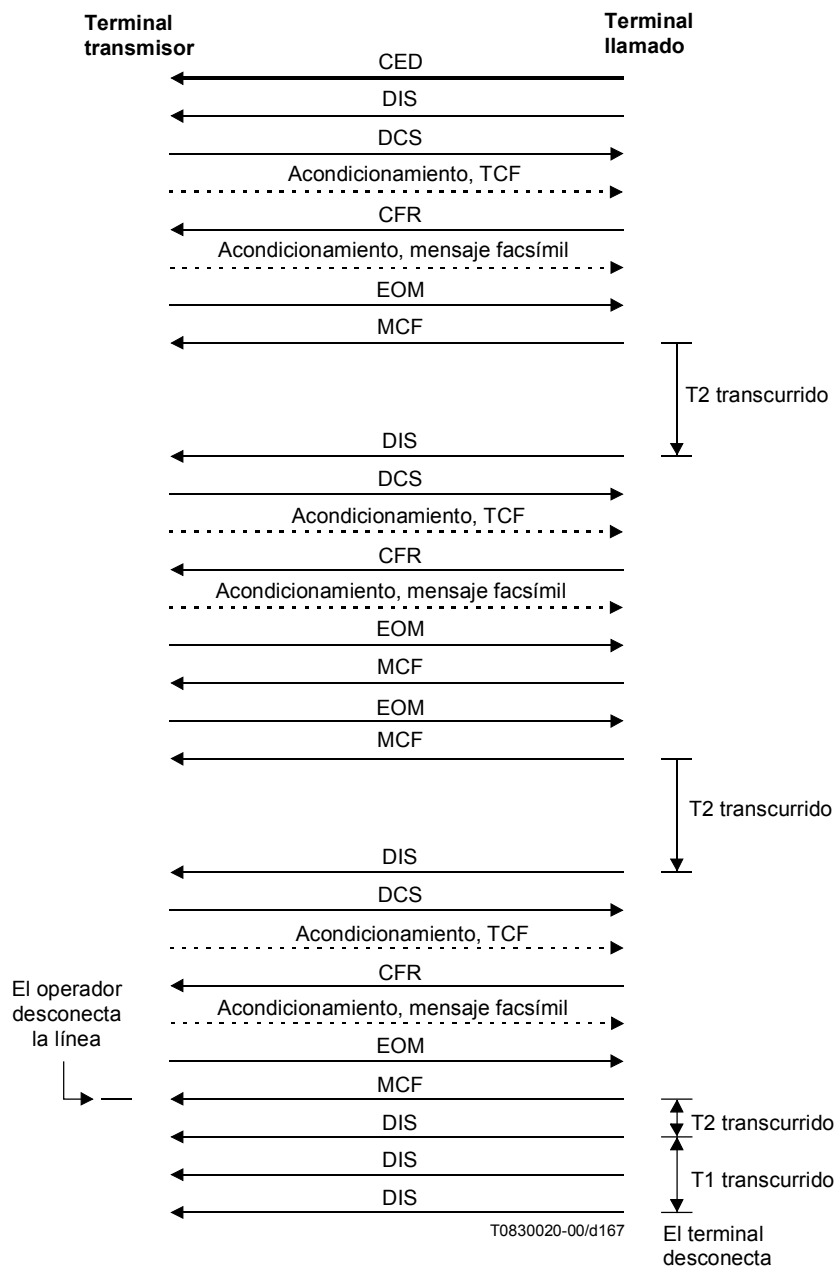 Terminal
transmisor
Terminal
llamado
CED
DIS
DCS
Acondicionamiento, TCF
CFR
Acondicionamiento, mensaje facsímil
EOM
MCF
T2 transcurrido
DIS
DCS
Acondicionamiento, TCF
CFR
Acondicionamiento, mensaje facsímil
EOM
MCF
EOM
MCF
T2 transcurrido
DIS
DCS
Acondicionamiento, TCF
CFR
El operador
desconecta
la línea
Acondicionamiento, mensaje facsímil
EOM
MCF
DIS
T2 transcurrido
DIS
T1 transcurrido
DIS
T0830020-00/d167
El terminal
desconecta